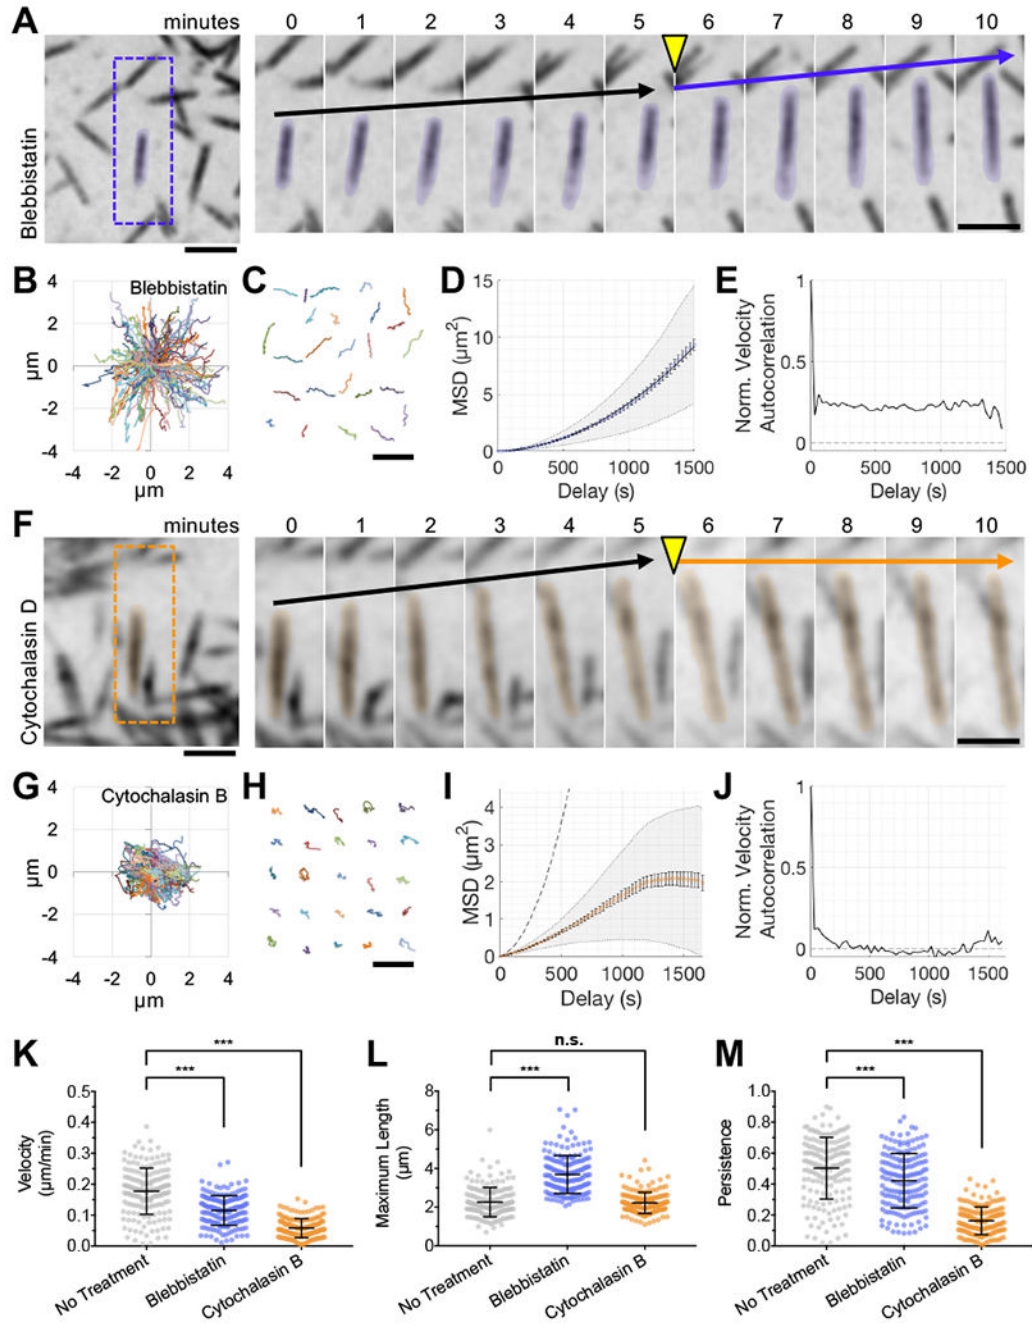 A
minutes 0 1 2 3 4 5 6 7 8 9 10
Blebbistatin
B
Blebbistatin
4
2
0
-2
-4
µm
-4 -2 0 2 4
µm
C
D
15
10
5
0
MSD (µm²)
0 500 1000 1500
Delay (s)
E
1
0.5
0
Norm. Velocity
Autocorrelation
0 500 1000 1500
Delay (s)
F
minutes 0 1 2 3 4 5 6 7 8 9 10
Cytochalasin D
G
Cytochalasin B
4
2
0
-2
-4
µm
-4 -2 0 2 4
µm
H
I
4
3
2
1
0
MSD (µm²)
0 500 1000 1500
Delay (s)
J
1
0.5
0
Norm. Velocity
Autocorrelation
0 500 1000 1500
Delay (s)
K
***
***
0.5
0.4
0.3
0.2
0.1
0.0
Velocity
(µm/min)
No Treatment
Blebbistatin
Cytochalasin B
L
n.s.
***
8
6
4
2
0
Maximum Length
(µm)
No Treatment
Blebbistatin
Cytochalasin B
M
***
***
1.0
0.8
0.6
0.4
0.2
0.0
Persistence
No Treatment
Blebbistatin
Cytochalasin B